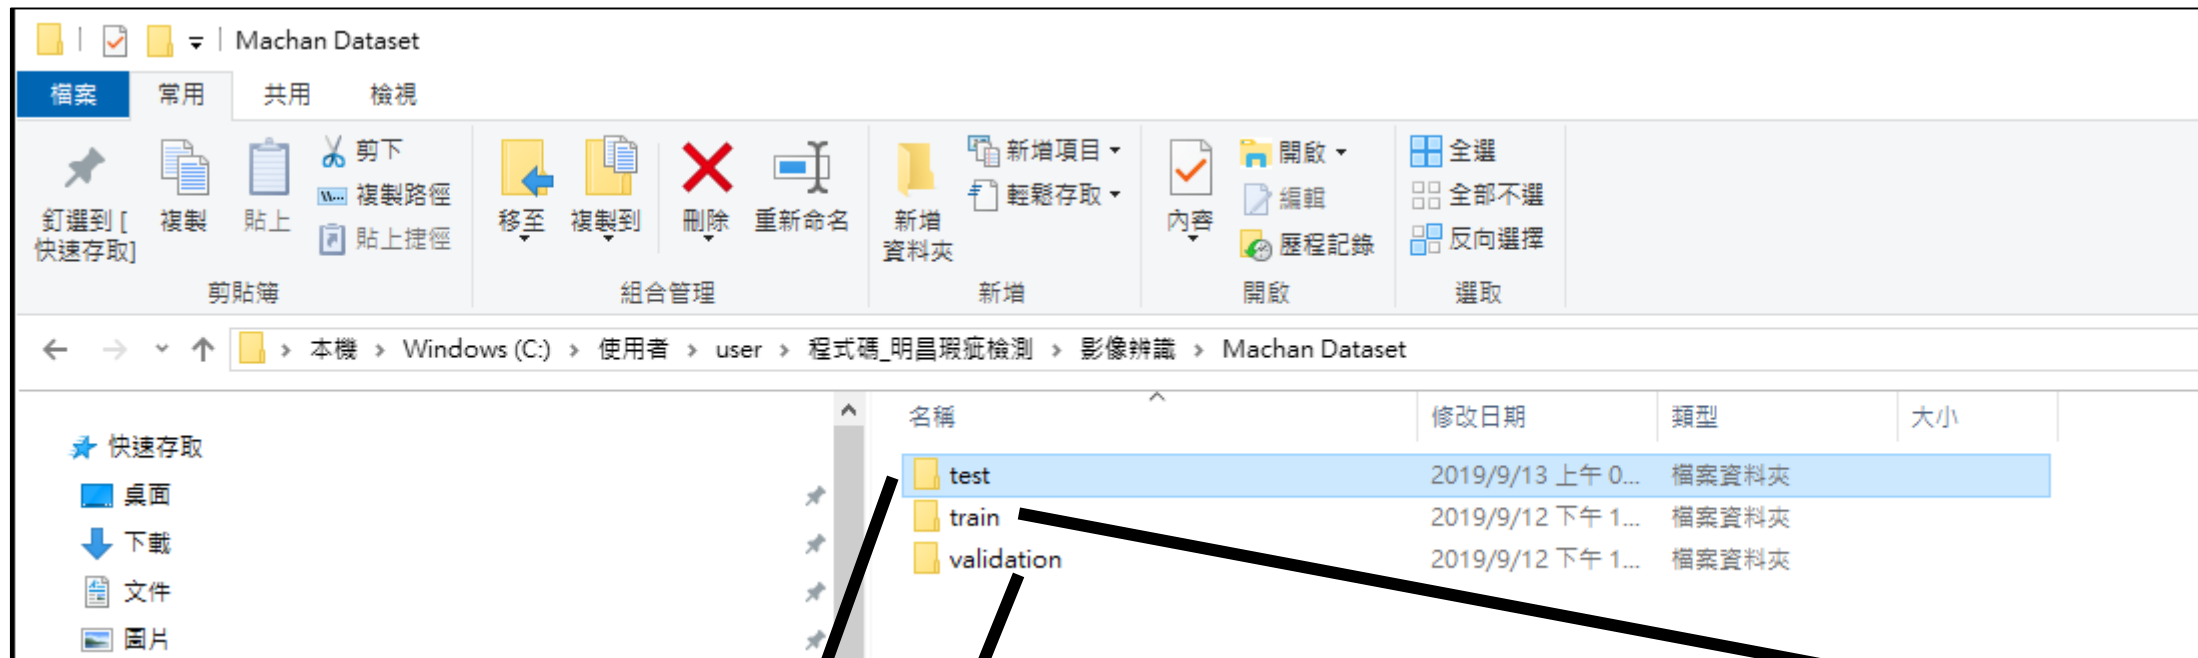 Machan Dataset
檔案 常用 共用 檢視
釘選到 [
快速存取]
複製
貼上
剪下
複製路徑
貼上捷徑
剪貼簿
移至
複製到
刪除
重新命名
組合管理
新增
資料夾
新增項目
輕鬆存取
新增
內容
開啟
編輯
歷程記錄
開啟
全選
全部不選
反向選擇
選取
本機 > Windows (C:) > 使用者 > user > 程式碼_明昌瑕疵檢測 > 影像辨識 > Machan Dataset
快速存取
桌面
下載
文件
圖片
名稱 修改日期 類型 大小
test 2019/9/13 上午 0... 檔案資料夾
train 2019/9/12 下午 1... 檔案資料夾
validation 2019/9/12 下午 1... 檔案資料夾